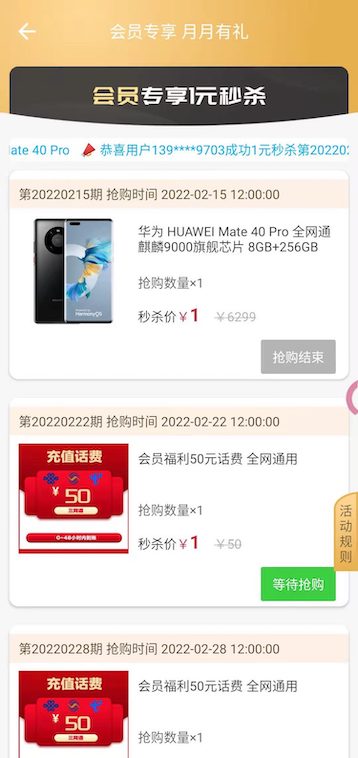 会员专享 月月有礼
会员专享1元秒杀
ate 40 Pro 恭喜用户139****9703成功1元秒杀第202202
第20220215期 抢购时间 2022-02-15 12:00:00
华为 HUAWEI Mate 40 Pro 全网通
麒麟9000旗舰芯片 8GB+256GB
抢购数量×1
秒杀价¥1 ¥6299
抢购结束
第20220222期 抢购时间 2022-02-22 12:00:00
充值话费
¥50
三网通
0-48小时内到账
会员福利50元话费 全网通用
抢购数量×1
秒杀价¥1 ¥50
等待抢购
活动规则
第20220228期 抢购时间 2022-02-28 12:00:00
充值话费
¥50
三网通
会员福利50元话费 全网通用
抢购数量×1